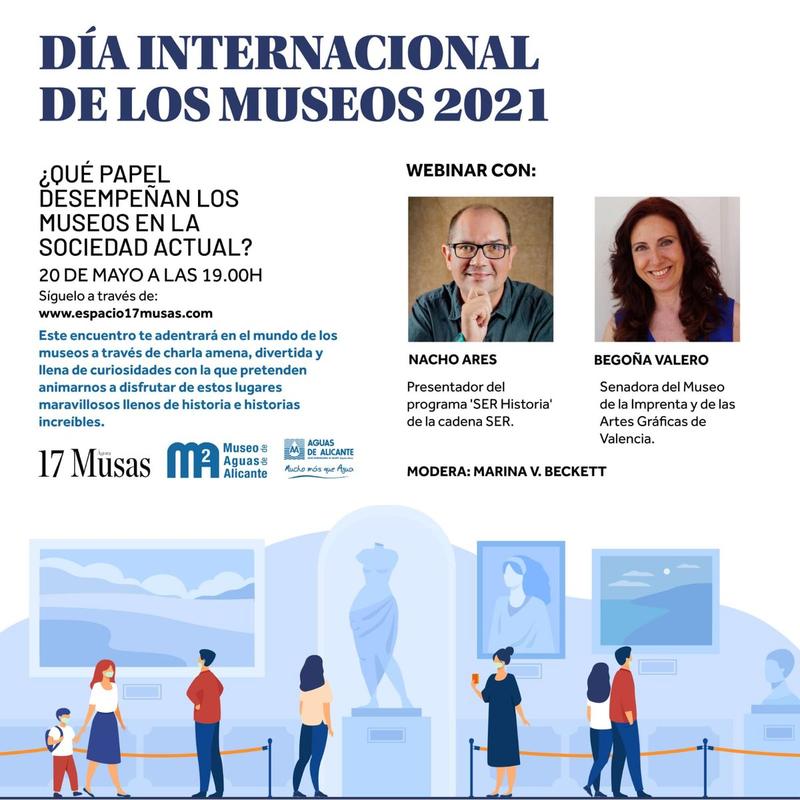 DÍA INTERNACIONAL
DE LOS MUSEOS 2021
¿QUÉ PAPEL
DESEMPEÑAN LOS
MUSEOS EN LA
SOCIEDAD ACTUAL?
20 DE MAYO A LAS 19.00H
Síguelo a través de:
www.espacio17musas.com
Este encuentro te adentrará en el mundo de los
museos a través de charla amena, divertida y
llena de curiosidades con la que pretenden
animarnos a disfrutar de estos lugares
maravillosos llenos de historia e historias
increíbles.
17 Musas
MA2
Museo de
Aguas de
Alicante
AGUAS
DE ALICANTE
Mucho más que Agua
WEBINAR CON:
NACHO ARES
Presentador del
programa 'SER Historia'
de la cadena SER.
BEGOÑA VALERO
Senadora del Museo
de la Imprenta y de las
Artes Gráficas de
Valencia.
MODERA: MARINA V. BECKETT